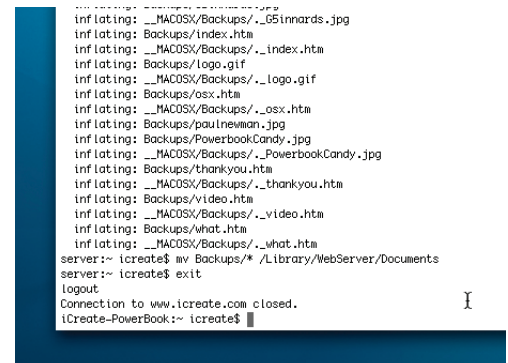 inflating: __MACOSX/Backups/._G5innards.jpg
inflating: Backups/index.htm
inflating: __MACOSX/Backups/._index.htm
inflating: Backups/logo.gif
inflating: __MACOSX/Backups/._logo.gif
inflating: Backups/osx.htm
inflating: __MACOSX/Backups/._osx.htm
inflating: Backups/paulnewman.jpg
inflating: Backups/PowerbookCandy.jpg
inflating: __MACOSX/Backups/._PowerbookCandy.jpg
inflating: Backups/thankyou.htm
inflating: __MACOSX/Backups/._thankyou.htm
inflating: Backups/video.htm
inflating: __MACOSX/Backups/._video.htm
inflating: Backups/what.htm
inflating: __MACOSX/Backups/._what.htm
server:~ icreate$ mv Backups/* /Library/WebServer/Documents
server:~ icreate$ exit
logout
Connection to www.icreate.com closed.
iCreate-PowerBook:~ icreate$